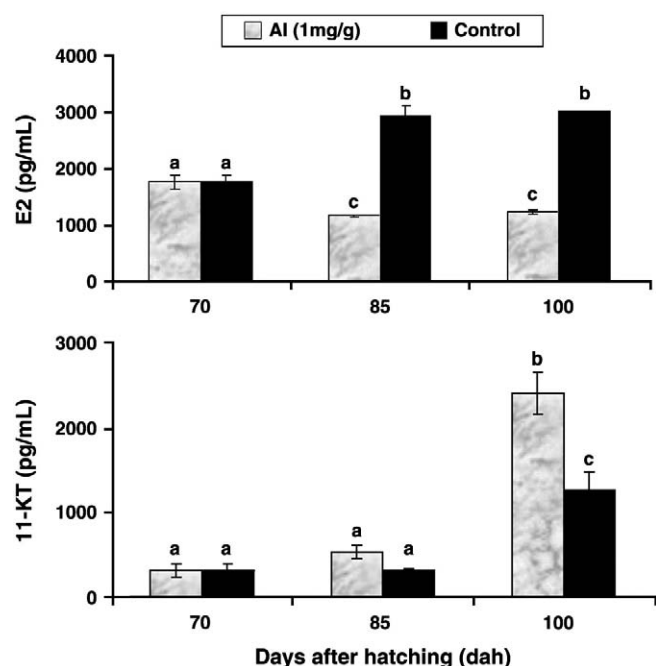 AI (1mg/g) Control
4000
b b
3000
E2 (pg/mL)
2000
a a
c c
1000
0
70 85 100
3000
b
2000
11-KT (pg/mL)
c
1000
a a a a
0
70 85 100
Days after hatching (dah)